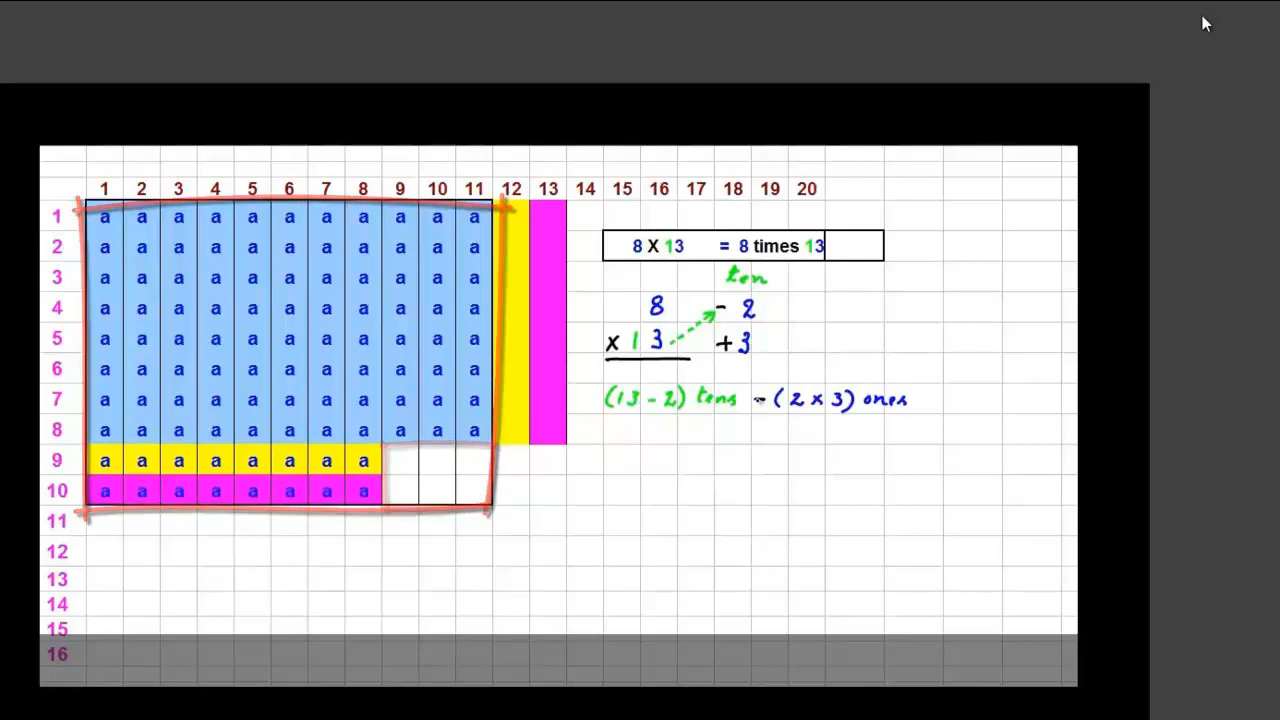 1 2 3 4 5 6 7 8 9 10 11 12 13 14 15 16 17 18 19 20
1 a a a a a a a a a a a
2 a a a a a a a a a a a
3 a a a a a a a a a a a
4 a a a a a a a a a a a
5 a a a a a a a a a a a
6 a a a a a a a a a a a
7 a a a a a a a a a a a
8 a a a a a a a a a a a
9 a a a a a a a a
10 a a a a a a a a
11
12
13
14
15
16
8 X 13 = 8 times 13
ten
8 - 2
x 1 3 + 3
(13 - 2) tens - (2 x 3) ones